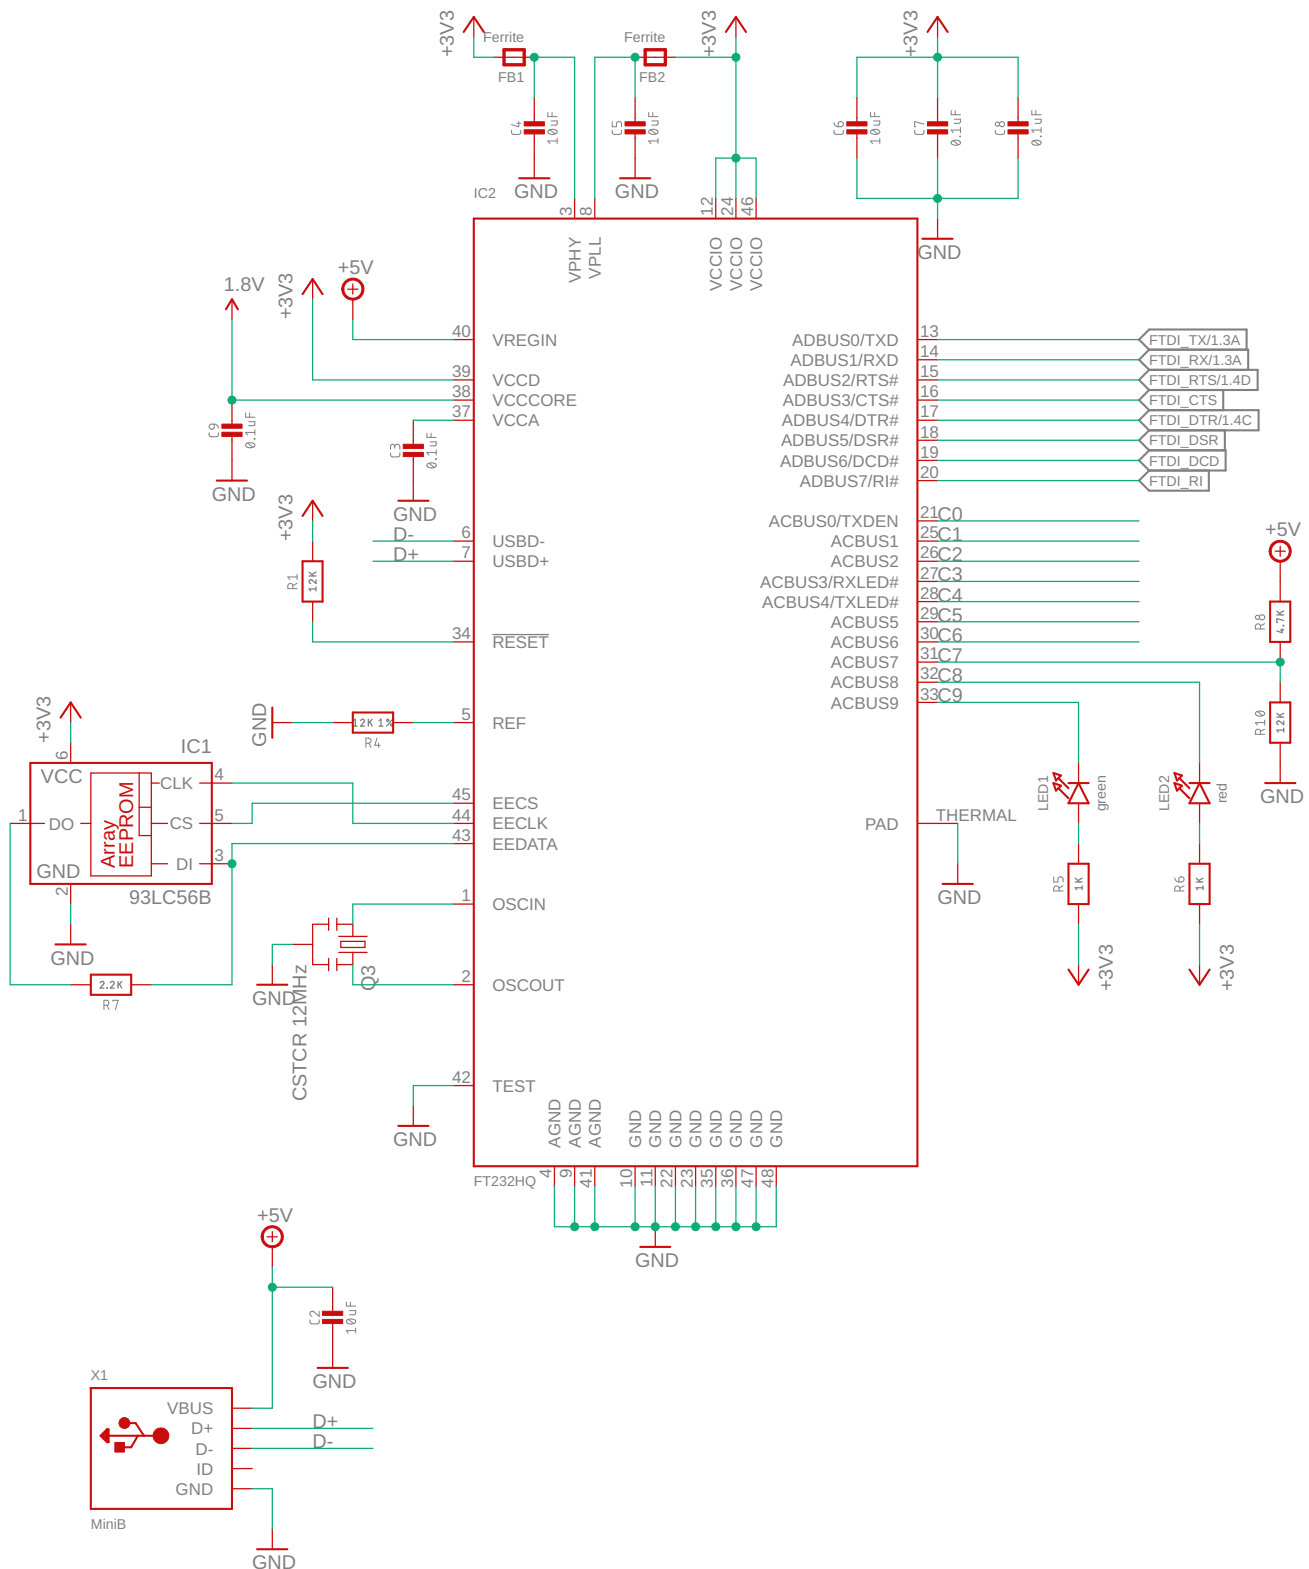 +3V3
Ferrite
FB1
C4
10uF
GND
Ferrite
FB2
C5
10uF
GND
+3V3
+3V3
C6
10uF
C7
0.1uF
C8
0.1uF
GND
IC2
3
8
12
24
46
VPHY
VPLL
VCCIO
VCCIO
VCCIO
1.8V
+3V3
+5V
40 VREGIN
39 VCCD
38 VCCCORE
37 VCCA
C9
0.1uF
GND
C3
0.1uF
GND
+3V3
R1
12K
D- 6 USBD-
D+ 7 USBD+
34 RESET
GND
12K 1%
R4
5 REF
+3V3
6
IC1
VCC
CLK 4
1 DO
CS 5
Array
EEPROM
DI 3
GND
2
93LC56B
GND
2.2K
R7
45 EECS
44 EECLK
43 EEDATA
1 OSCIN
2 OSCOUT
GND
CSTCR 12MHz
Q3
42 TEST
GND
ADBUS0/TXD 13 FTDI_TX/1.3A
ADBUS1/RXD 14 FTDI_RX/1.3A
ADBUS2/RTS# 15 FTDI_RTS/1.4D
ADBUS3/CTS# 16 FTDI_CTS
ADBUS4/DTR# 17 FTDI_DTR/1.4C
ADBUS5/DSR# 18 FTDI_DSR
ADBUS6/DCD# 19 FTDI_DCD
ADBUS7/RI# 20 FTDI_RI
ACBUS0/TXDEN 21 C0
ACBUS1 25 C1
ACBUS2 26 C2
ACBUS3/RXLED# 27 C3
ACBUS4/TXLED# 28 C4
ACBUS5 29 C5
ACBUS6 30 C6
ACBUS7 31 C7
ACBUS8 32 C8
ACBUS9 33 C9
+5V
R8
4.7K
R10
12K
GND
LED1
green
R5
1K
+3V3
LED2
red
R6
1K
+3V3
PAD THERMAL
GND
AGND
AGND
AGND
GND
GND
GND
GND
GND
GND
GND
GND
4
9
41
10
11
22
23
35
36
47
48
FT232HQ
GND
+5V
C2
10uF
GND
X1
VBUS
D+ D+
D- D-
ID
GND
MiniB
GND